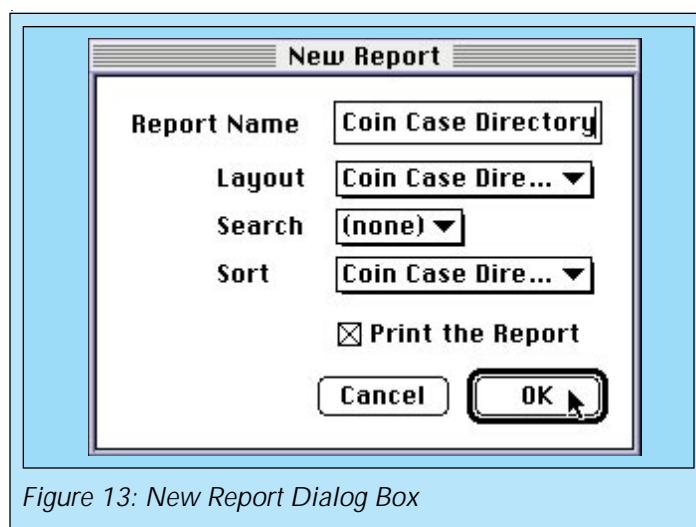 New Report
Report Name Coin Case Directory
Layout Coin Case Dire...
Search (none)
Sort Coin Case Dire...
Print the Report
Cancel OK
Figure 13: New Report Dialog Box